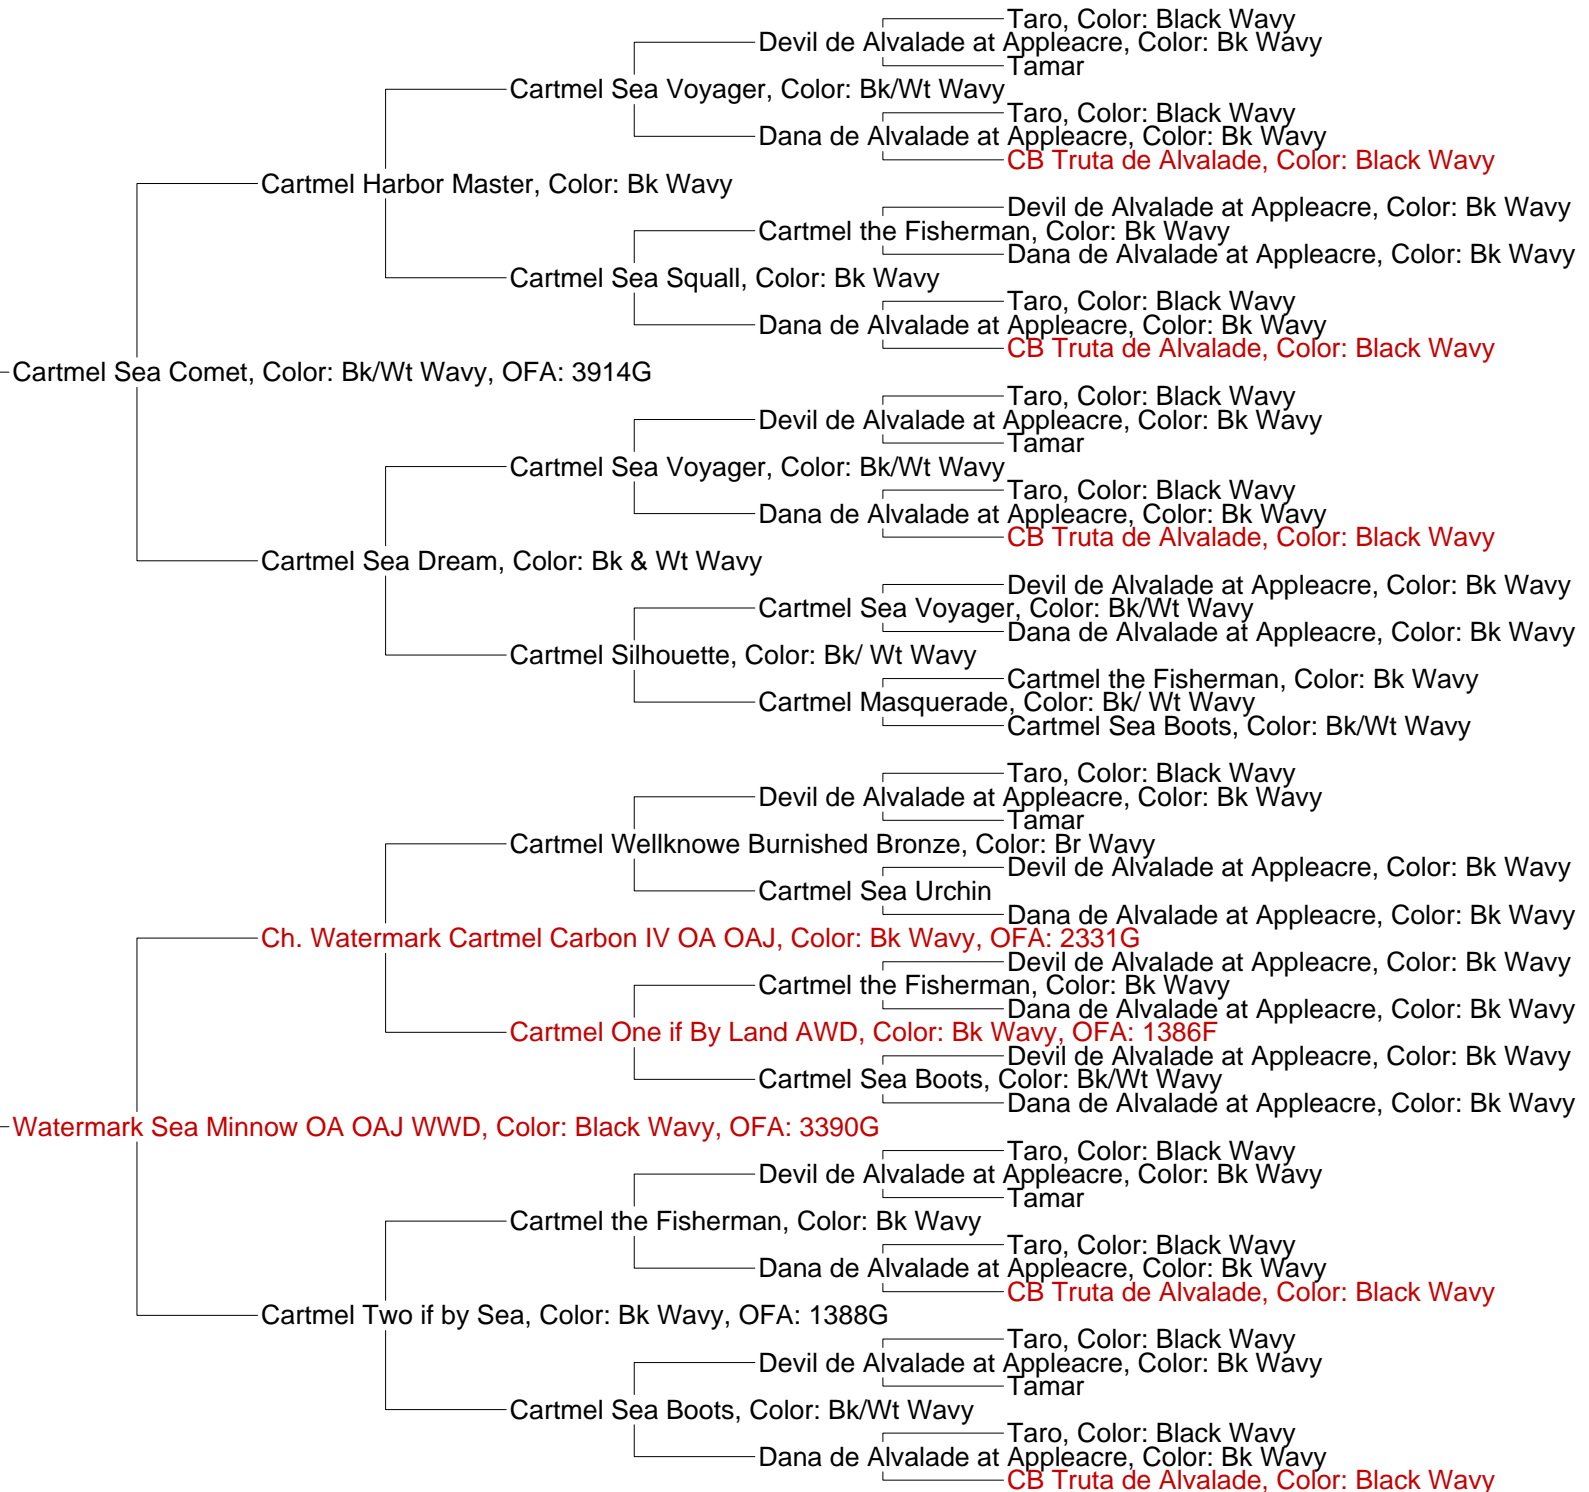 Taro, Color: Black Wavy
Devil de Alvalade at Appleacre, Color: Bk Wavy
Tamar
Cartmel Sea Voyager, Color: Bk/Wt Wavy
Taro, Color: Black Wavy
Dana de Alvalade at Appleacre, Color: Bk Wavy
CB Truta de Alvalade, Color: Black Wavy
Cartmel Harbor Master, Color: Bk Wavy
Devil de Alvalade at Appleacre, Color: Bk Wavy
Cartmel the Fisherman, Color: Bk Wavy
Dana de Alvalade at Appleacre, Color: Bk Wavy
Cartmel Sea Squall, Color: Bk Wavy
Taro, Color: Black Wavy
Dana de Alvalade at Appleacre, Color: Bk Wavy
CB Truta de Alvalade, Color: Black Wavy
Cartmel Sea Comet, Color: Bk/Wt Wavy, OFA: 3914G
Taro, Color: Black Wavy
Devil de Alvalade at Appleacre, Color: Bk Wavy
Tamar
Cartmel Sea Voyager, Color: Bk/Wt Wavy
Taro, Color: Black Wavy
Dana de Alvalade at Appleacre, Color: Bk Wavy
CB Truta de Alvalade, Color: Black Wavy
Cartmel Sea Dream, Color: Bk & Wt Wavy
Devil de Alvalade at Appleacre, Color: Bk Wavy
Cartmel Sea Voyager, Color: Bk/Wt Wavy
Dana de Alvalade at Appleacre, Color: Bk Wavy
Cartmel Silhouette, Color: Bk/ Wt Wavy
Cartmel the Fisherman, Color: Bk Wavy
Cartmel Masquerade, Color: Bk/ Wt Wavy
Cartmel Sea Boots, Color: Bk/Wt Wavy
Taro, Color: Black Wavy
Devil de Alvalade at Appleacre, Color: Bk Wavy
Tamar
Cartmel Wellknowe Burnished Bronze, Color: Br Wavy
Devil de Alvalade at Appleacre, Color: Bk Wavy
Cartmel Sea Urchin
Dana de Alvalade at Appleacre, Color: Bk Wavy
Ch. Watermark Cartmel Carbon IV OA OAJ, Color: Bk Wavy, OFA: 2331G
Devil de Alvalade at Appleacre, Color: Bk Wavy
Cartmel the Fisherman, Color: Bk Wavy
Dana de Alvalade at Appleacre, Color: Bk Wavy
Cartmel One if By Land AWD, Color: Bk Wavy, OFA: 1386F
Devil de Alvalade at Appleacre, Color: Bk Wavy
Cartmel Sea Boots, Color: Bk/Wt Wavy
Dana de Alvalade at Appleacre, Color: Bk Wavy
Watermark Sea Minnow OA OAJ WWD, Color: Black Wavy, OFA: 3390G
Taro, Color: Black Wavy
Devil de Alvalade at Appleacre, Color: Bk Wavy
Tamar
Cartmel the Fisherman, Color: Bk Wavy
Taro, Color: Black Wavy
Dana de Alvalade at Appleacre, Color: Bk Wavy
CB Truta de Alvalade, Color: Black Wavy
Cartmel Two if by Sea, Color: Bk Wavy, OFA: 1388G
Taro, Color: Black Wavy
Devil de Alvalade at Appleacre, Color: Bk Wavy
Tamar
Cartmel Sea Boots, Color: Bk/Wt Wavy
Taro, Color: Black Wavy
Dana de Alvalade at Appleacre, Color: Bk Wavy
CB Truta de Alvalade, Color: Black Wavy